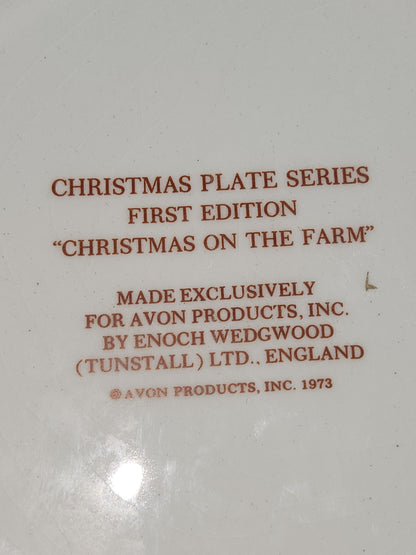 CHRISTMAS PLATE SERIES
FIRST EDITION
“CHRISTMAS ON THE FARM”
MADE EXCLUSIVELY
FOR AVON PRODUCTS, INC.
BY ENOCH WEDGWOOD
(TUNSTALL) LTD., ENGLAND
© AVON PRODUCTS, INC. 1973